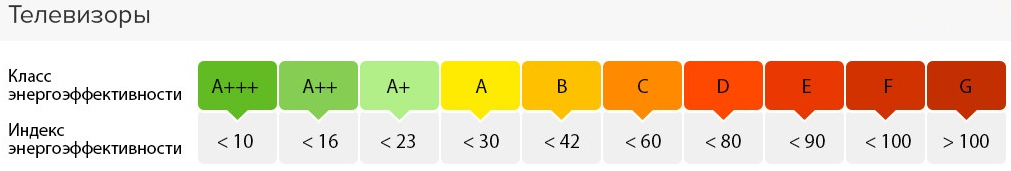 Телевизоры
Класс
энергоэффективности
A+++ A++ A+ A B C D E F G
Индекс
энергоэффективности
< 10 < 16 < 23 < 30 < 42 < 60 < 80 < 90 < 100 > 100